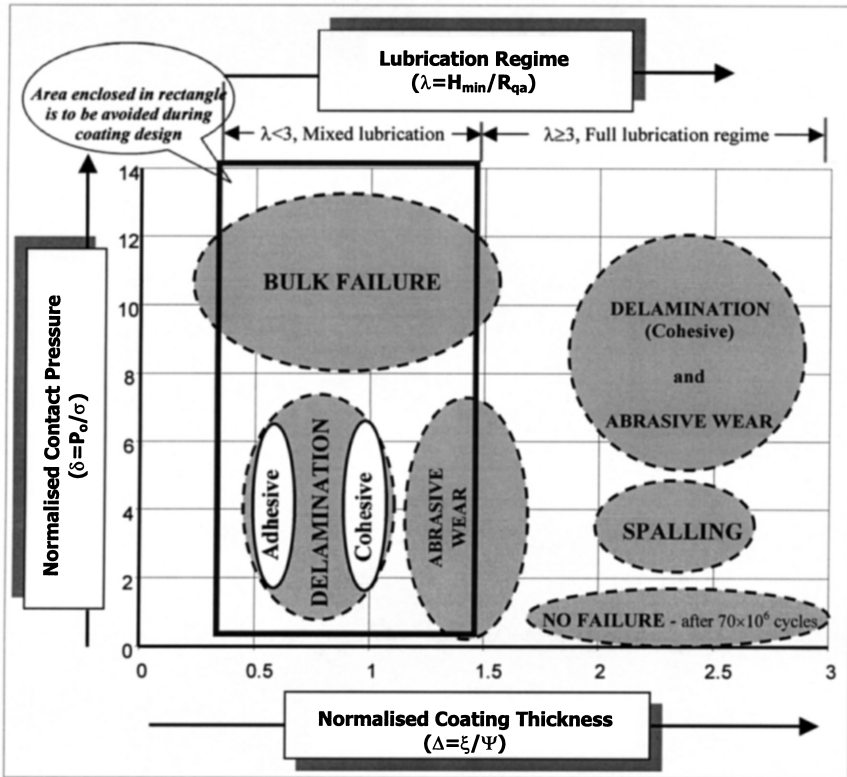 Lubrication Regime
(λ=H_min/R_qa)
Area enclosed in rectangle
is to be avoided during
coating design
λ<3, Mixed lubrication
λ≥3, Full lubrication regime
14
12
10
8
6
4
2
0
Normalised Contact Pressure
(δ=P_o/σ)
BULK FAILURE
DELAMINATION
(Cohesive)
and
ABRASIVE WEAR
Adhesive
DELAMINATION
Cohesive
ABRASIVE
WEAR
SPALLING
NO FAILURE - after 70×10⁶ cycles
0
0.5
1
1.5
2
2.5
3
Normalised Coating Thickness
(Δ=ξ/Ψ)